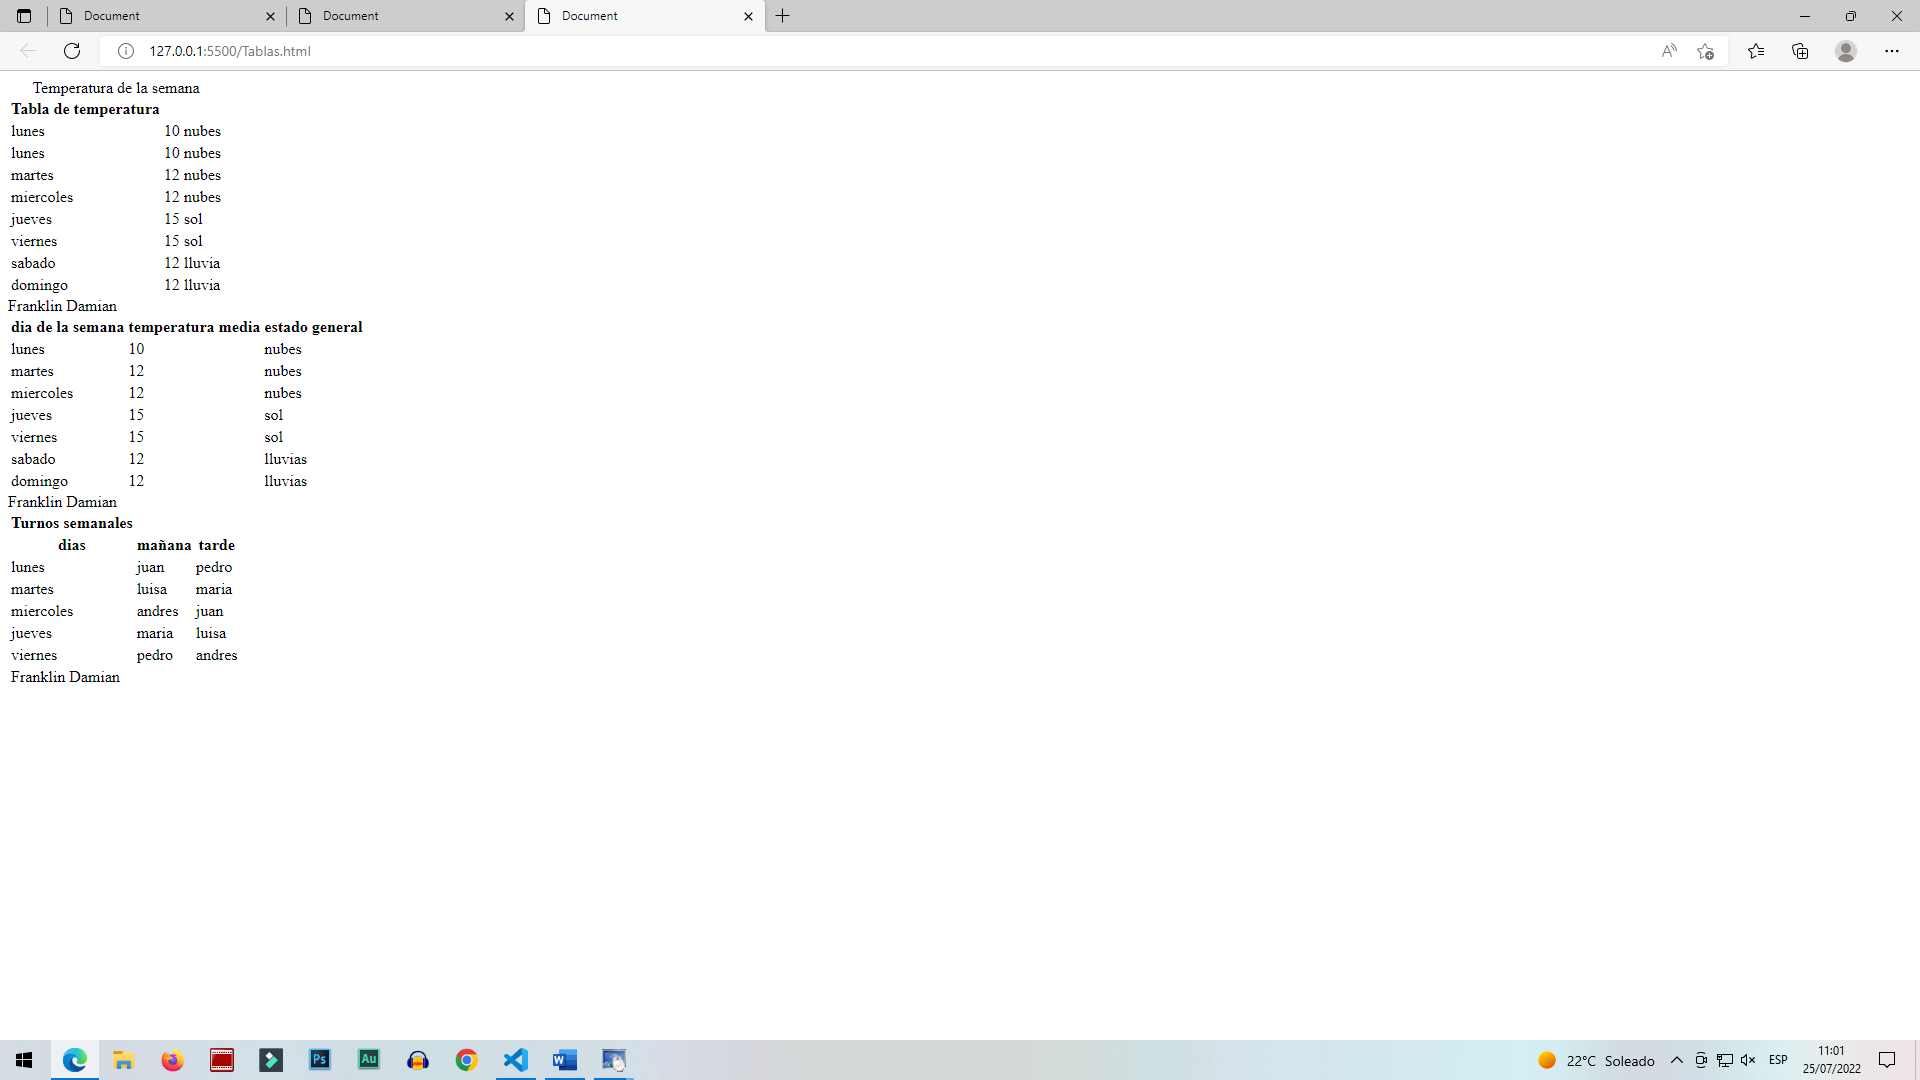 Document
Document
Document
127.0.0.1:5500/Tablas.html
Temperatura de la semana
Tabla de temperatura
lunes 10 nubes
lunes 10 nubes
martes 12 nubes
miercoles 12 nubes
jueves 15 sol
viernes 15 sol
sabado 12 lluvia
domingo 12 lluvia
Franklin Damian
dia de la semana temperatura media estado general
lunes 10 nubes
martes 12 nubes
miercoles 12 nubes
jueves 15 sol
viernes 15 sol
sabado 12 lluvias
domingo 12 lluvias
Franklin Damian
Turnos semanales
dias mañana tarde
lunes juan pedro
martes luisa maria
miercoles andres juan
jueves maria luisa
viernes pedro andres
Franklin Damian
Ps
Au
W
22°C Soleado
ESP
11:01
25/07/2022